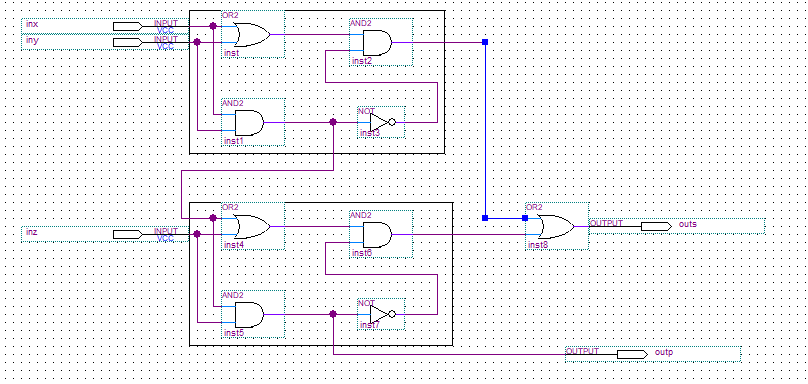 OR2
AND2
inx
INPUT
VCC
iny
INPUT
VCC
inst
inst2
AND2
NOT
inst1
inst3
OR2
AND2
inz
INPUT
VCC
inst4
inst6
OR2
OUTPUT
outs
inst8
AND2
NOT
inst5
inst7
OUTPUT
outp